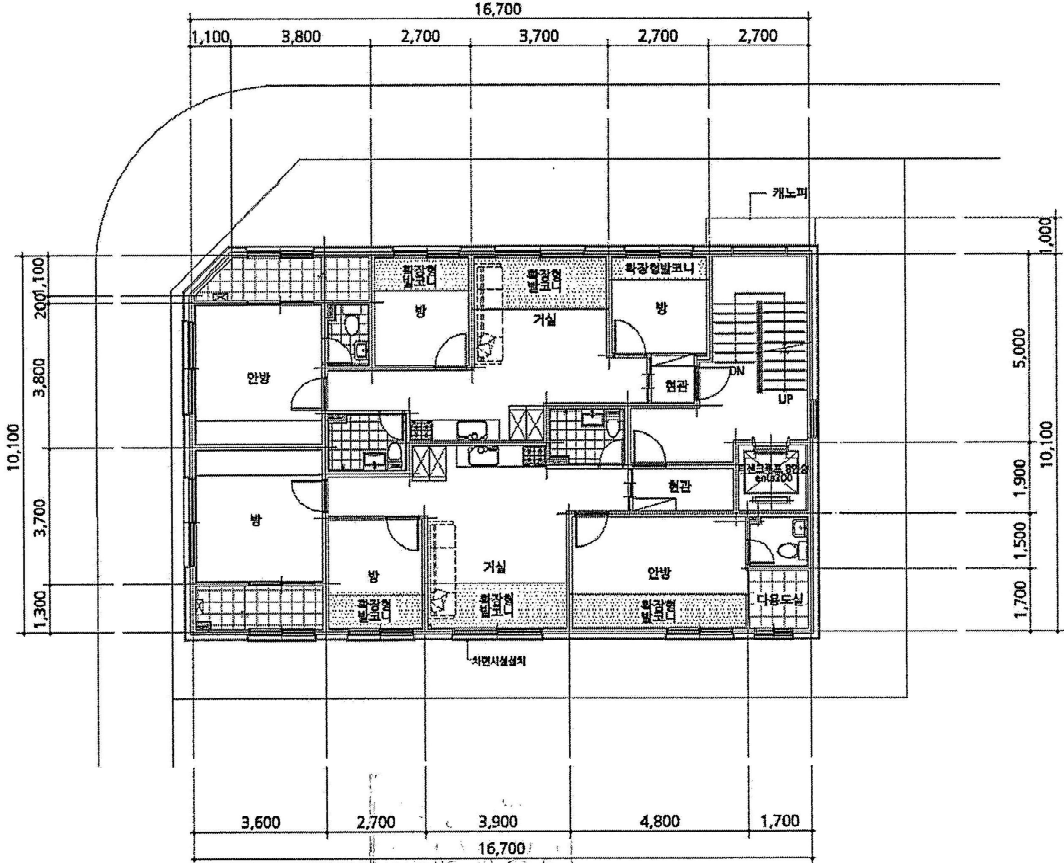 16,700
1,100 3,800 2,700 3,700 2,700 2,700
캐노피
1,000
1,100
200
3,800
3,700
1,300
10,100
5,000
1,900
1,500
1,700
10,100
확장형
발코니
방
확장형
발코니
거실
확장형발코니
방
안방
현관
DN
UP
현관
방
방
확장형
발코니
거실
확장형
발코니
안방
확장형
발코니
다용도실
차면시설설치
3,600 2,700 3,900 4,800 1,700
16,700